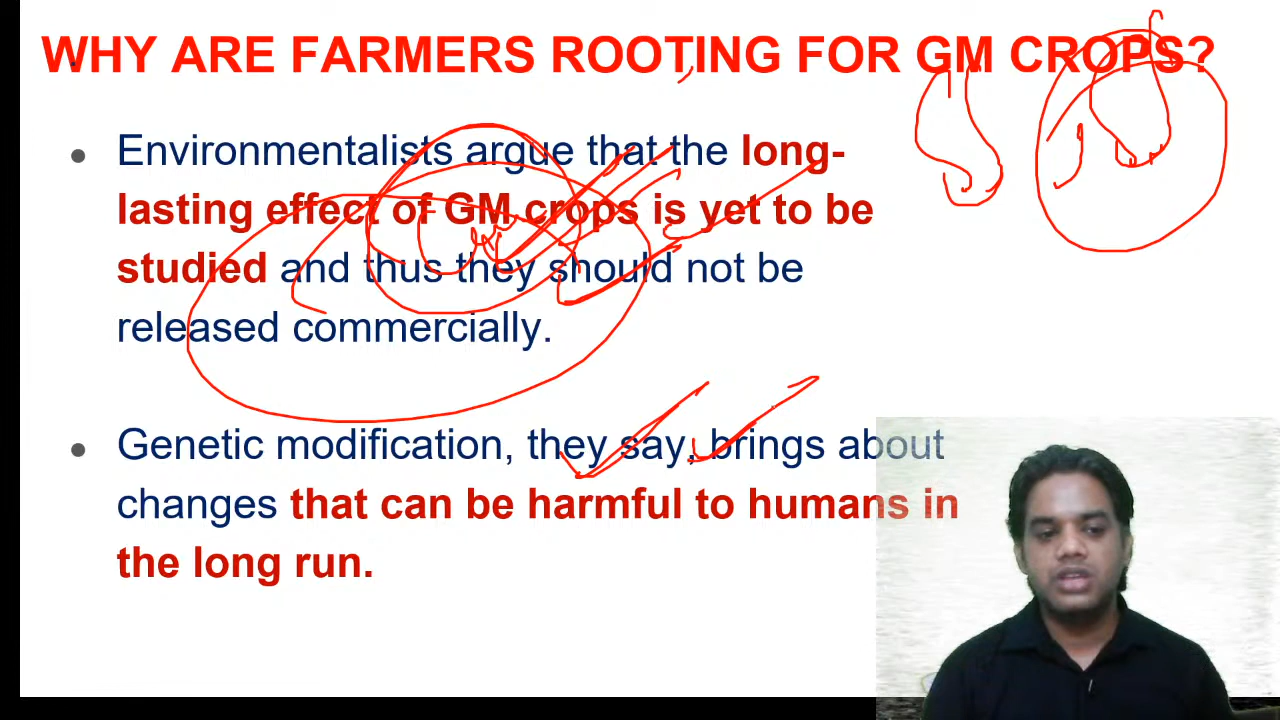 WHY ARE FARMERS ROOTING FOR GM CROPS?
Environmentalists argue that the long-
lasting effect of GM crops is yet to be
studied and thus they should not be
released commercially.
Genetic modification, they say, brings about
changes that can be harmful to humans in
the long run.